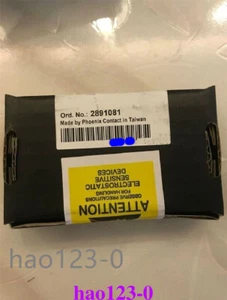 Ord. No.: 2891081
Made by Phoenix Contact in Taiwan
ATTENTION
OBSERVE PRECAUTIONS
FOR HANDLING
ELECTROSTATIC
SENSITIVE
DEVICES
hao123-0
hao123-0